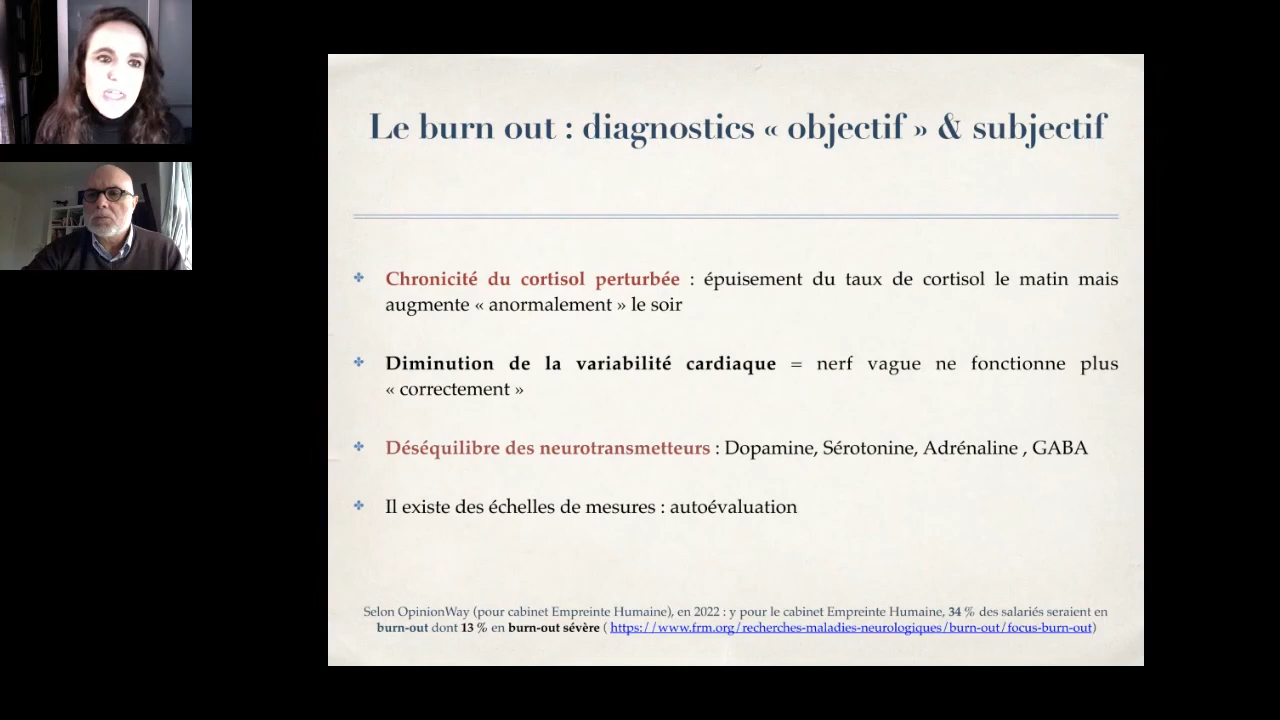 Le burn out : diagnostics « objectif » & subjectif
Chronicité du cortisol perturbée : épuisement du taux de cortisol le matin mais
augmente « anormalement » le soir
Diminution de la variabilité cardiaque = nerf vague ne fonctionne plus
« correctement »
Déséquilibre des neurotransmetteurs : Dopamine, Sérotonine, Adrénaline , GABA
Il existe des échelles de mesures : autoévaluation
Selon OpinionWay (pour cabinet Empreinte Humaine), en 2022 : y pour le cabinet Empreinte Humaine, 34 % des salariés seraient en
burn-out dont 13 % en burn-out sévère ( https://www.frm.org/recherches-maladies-neurologiques/burn-out/focus-burn-out)